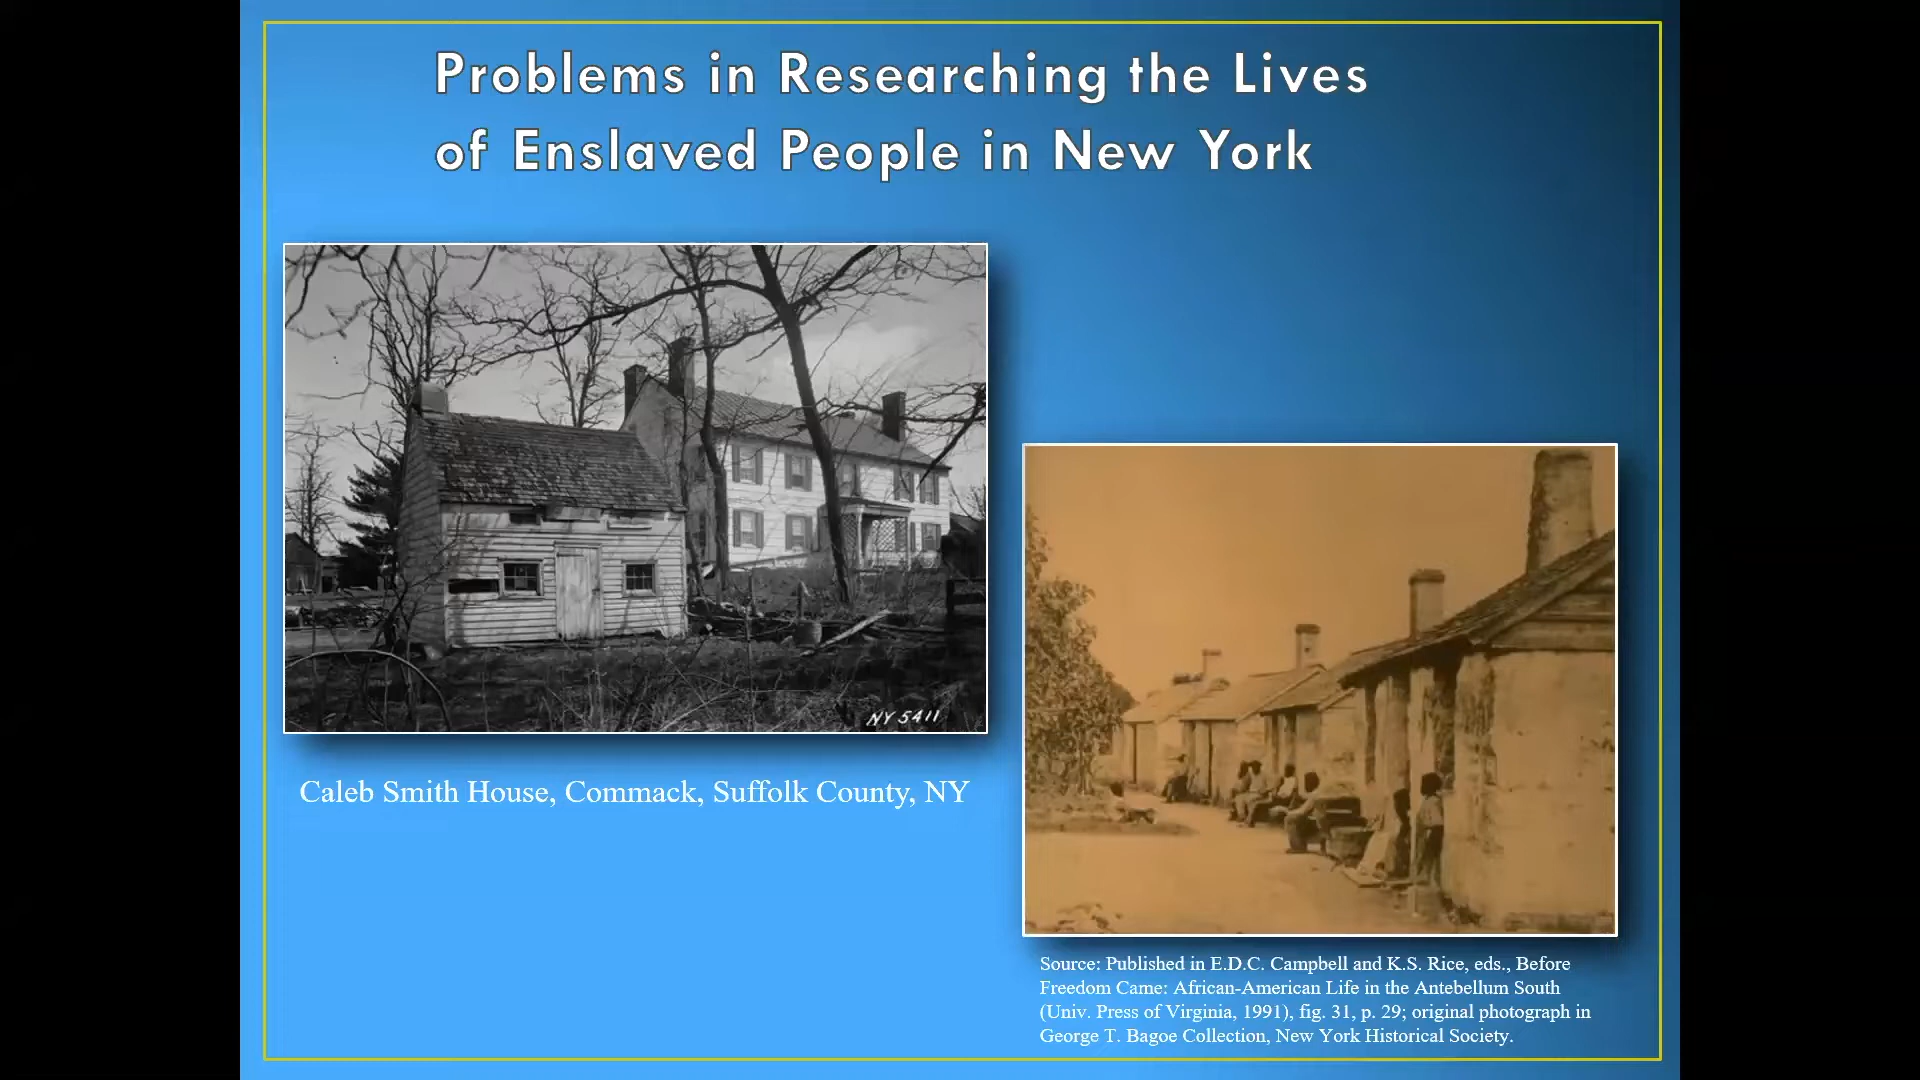 Problems in Researching the Lives
of Enslaved People in New York
NY 5411
Caleb Smith House, Commack, Suffolk County, NY
Source: Published in E.D.C. Campbell and K.S. Rice, eds., Before
Freedom Came: African-American Life in the Antebellum South
(Univ. Press of Virginia, 1991), fig. 31, p. 29; original photograph in
George T. Bagoe Collection, New York Historical Society.